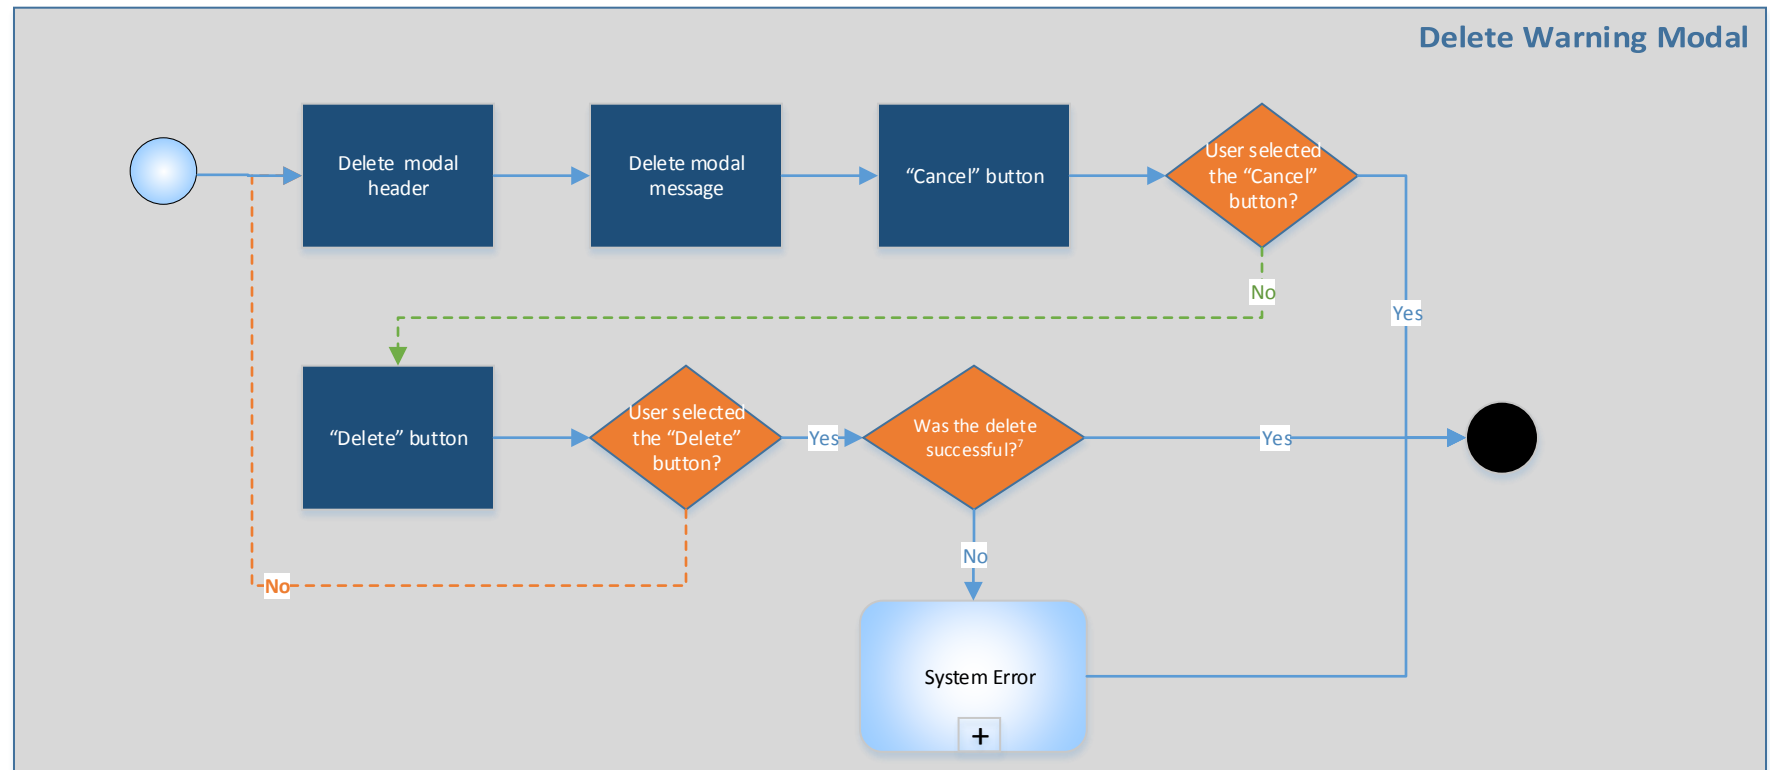 Delete Warning Modal
Delete modal
header
Delete modal
message
“Cancel” button
User selected
the “Cancel”
button?
No
Yes
“Delete” button
User selected
the “Delete”
button?
Yes
Was the delete
successful?⁷
Yes
No
No
System Error
+